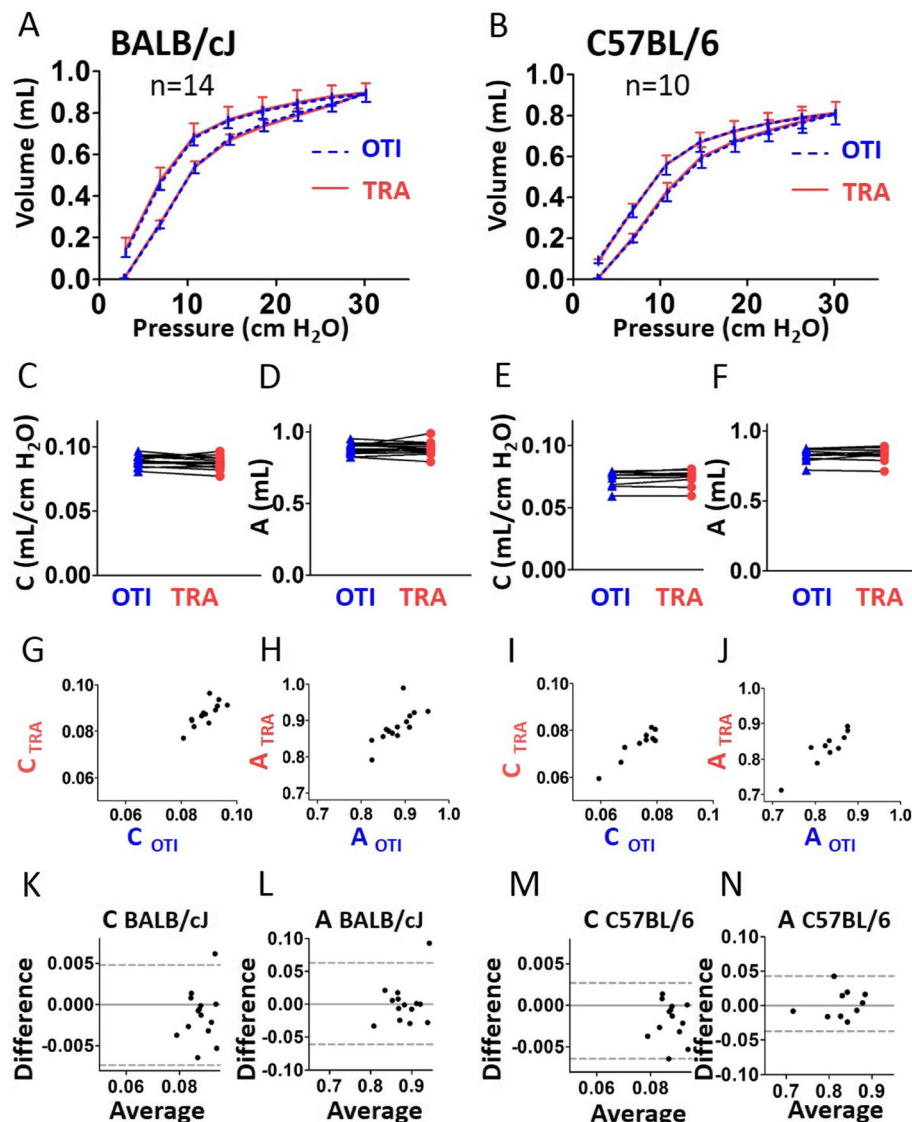 A
BALB/cJ
n=14
Volume (mL)
1.0
0.8
0.6
0.4
0.2
0.0
OTI
TRA
0 10 20 30
Pressure (cm H₂O)
B
C57BL/6
n=10
Volume (mL)
1.0
0.8
0.6
0.4
0.2
0.0
OTI
TRA
0 10 20 30
Pressure (cm H₂O)
C
C (mL/cm H₂O)
0.10
0.05
0.00
OTI TRA
D
A (mL)
1.0
0.5
0.0
OTI TRA
E
C (mL/cm H₂O)
0.10
0.05
0.00
OTI TRA
F
A (mL)
1.0
0.5
0.0
OTI TRA
G
C TRA
0.10
0.08
0.06
0.06 0.08 0.10
C OTI
H
A TRA
1.0
0.9
0.8
0.7
0.7 0.8 0.9 1.0
A OTI
I
C TRA
0.10
0.08
0.06
0.06 0.08 0.1
C OTI
J
A TRA
1.0
0.9
0.8
0.7
0.7 0.8 0.9 1.0
A OTI
K
C BALB/cJ
Difference
0.005
0.000
-0.005
0.06 0.08
Average
L
A BALB/cJ
Difference
0.10
0.05
0.00
-0.05
-0.10
0.7 0.8 0.9
Average
M
C C57BL/6
Difference
0.005
0.000
-0.005
0.06 0.08
Average
N
A C57BL/6
Difference
0.10
0.05
0.00
-0.05
-0.10
0.7 0.8 0.9
Average